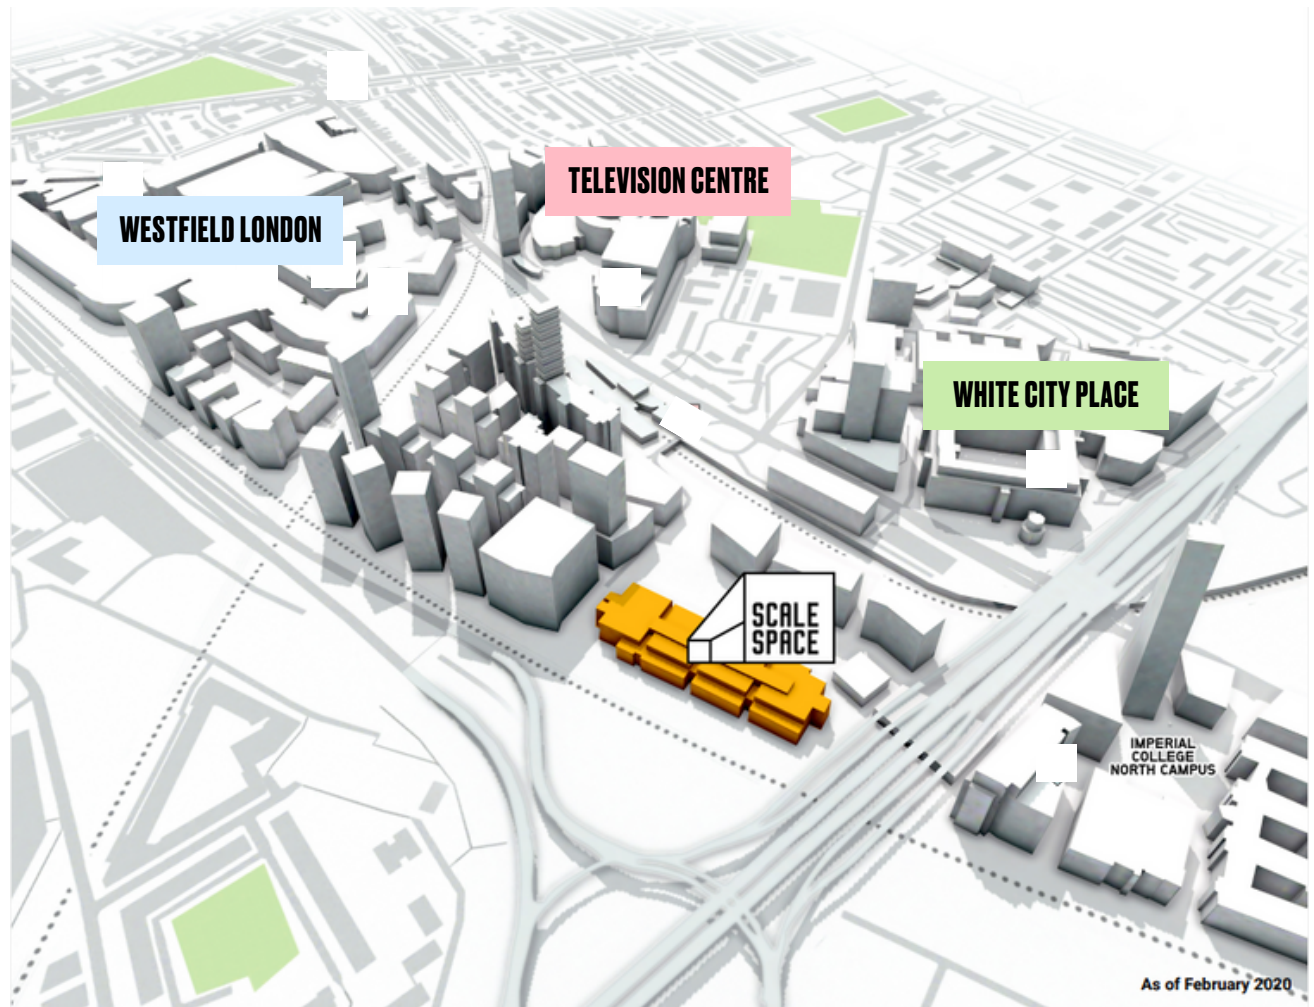 TELEVISION CENTRE
WESTFIELD LONDON
WHITE CITY PLACE
SCALE
SPACE
IMPERIAL
COLLEGE
NORTH CAMPUS
As of February 2020